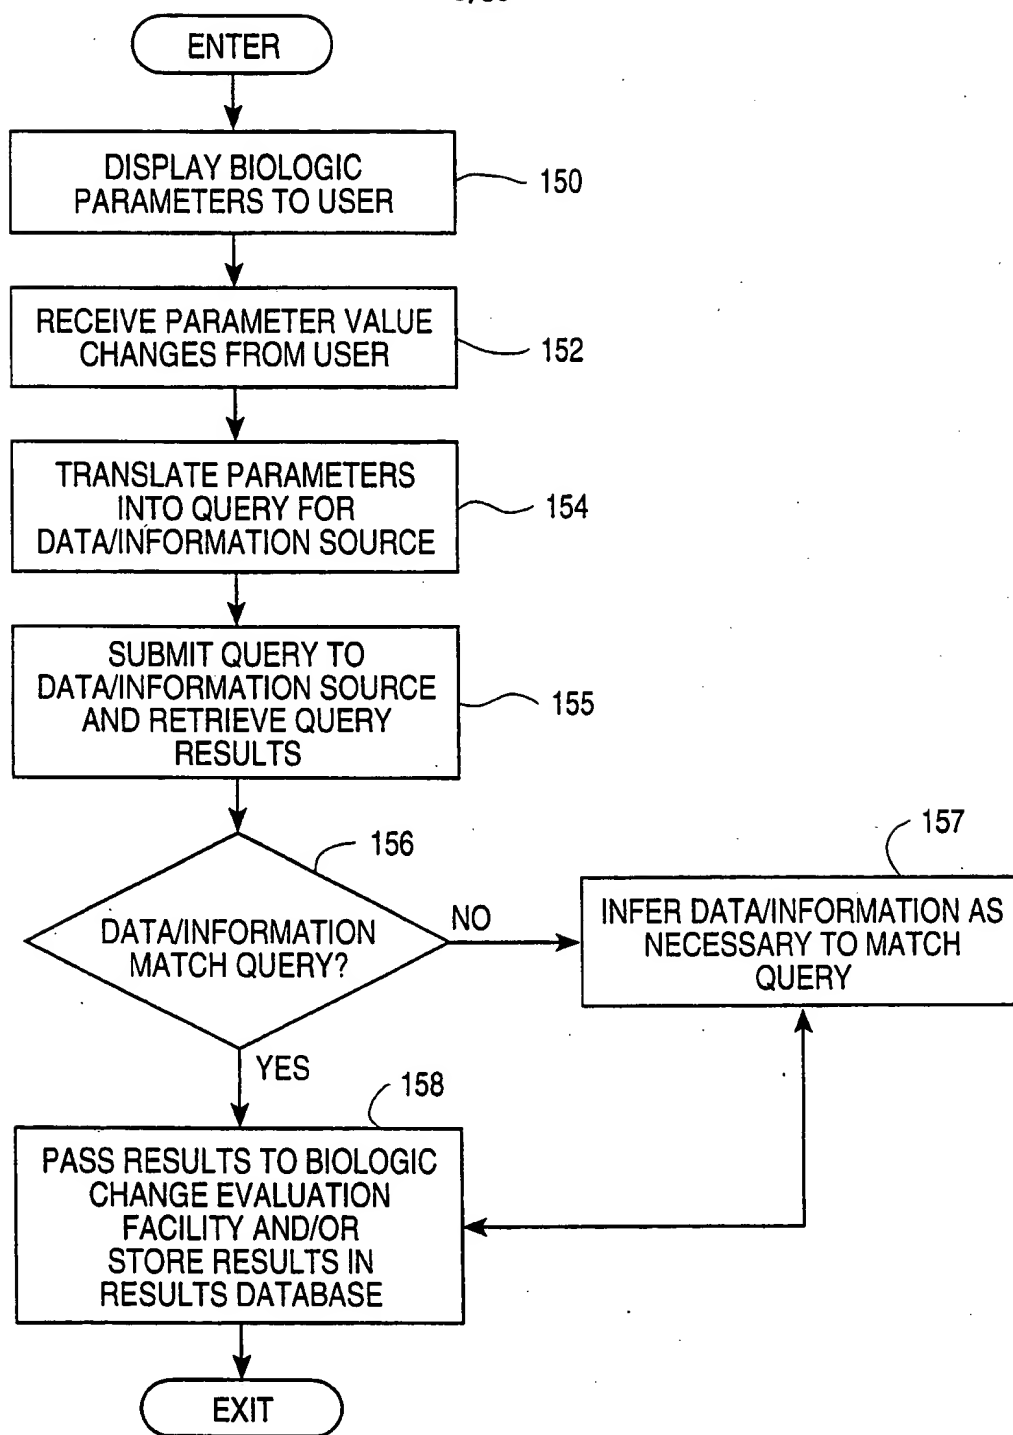 ENTER
DISPLAY BIOLOGIC
PARAMETERS TO USER
150
RECEIVE PARAMETER VALUE
CHANGES FROM USER
152
TRANSLATE PARAMETERS
INTO QUERY FOR
DATA/INFORMATION SOURCE
154
SUBMIT QUERY TO
DATA/INFORMATION SOURCE
AND RETRIEVE QUERY
RESULTS
155
156
DATA/INFORMATION
MATCH QUERY?
NO
157
INFER DATA/INFORMATION AS
NECESSARY TO MATCH
QUERY
YES
158
PASS RESULTS TO BIOLOGIC
CHANGE EVALUATION
FACILITY AND/OR
STORE RESULTS IN
RESULTS DATABASE
EXIT